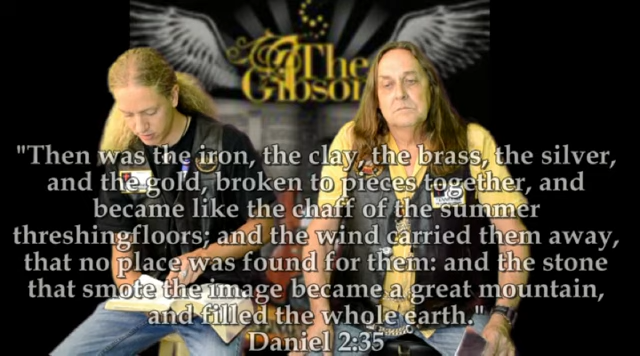 The
Gibson
"Then was the iron, the clay, the brass, the silver,
and the gold, broken to pieces together, and
became like the chaff of the summer
threshingfloors; and the wind carried them away,
that no place was found for them: and the stone
that smote the image became a great mountain,
and filled the whole earth."
Daniel 2:35